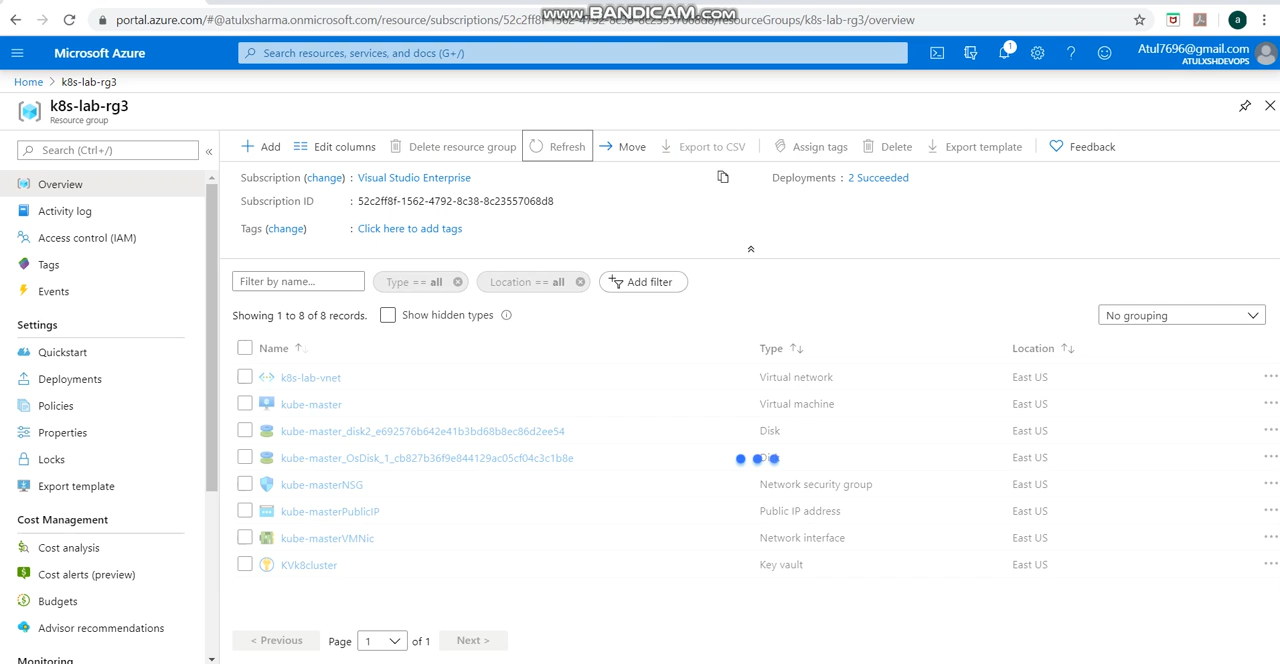 portal.azure.com/#@atulxsharma.onmicrosoft.com/resource/subscriptions/52c2ff8f-1562-4792-8c38-8c23557068d8/resourceGroups/k8s-lab-rg3/overview
www.BANDICAM.com
a
Microsoft Azure
Search resources, services, and docs (G+/)
1
Atul7696@gmail.com
ATULXSHDEVOPS
Home > k8s-lab-rg3
k8s-lab-rg3
Resource group
Search (Ctrl+/)
«
Add
Edit columns
Delete resource group
Refresh
Move
Export to CSV
Assign tags
Delete
Export template
Feedback
Overview
Activity log
Access control (IAM)
Tags
Events
Settings
Quickstart
Deployments
Policies
Properties
Locks
Export template
Cost Management
Cost analysis
Cost alerts (preview)
Budgets
Advisor recommendations
Monitoring
Subscription (change) : Visual Studio Enterprise
Deployments : 2 Succeeded
Subscription ID : 52c2ff8f-1562-4792-8c38-8c23557068d8
Tags (change) : Click here to add tags
Filter by name...
Type == all
Location == all
Add filter
Showing 1 to 8 of 8 records.
Show hidden types
No grouping
Name Type Location
k8s-lab-vnet Virtual network East US
kube-master Virtual machine East US
kube-master_disk2_e692576b642e41b3bd68b8ec86d2ee54 Disk East US
kube-master_OsDisk_1_cb827b36f9e844129ac05cf04c3c1b8e Disk East US
kube-masterNSG Network security group East US
kube-masterPublicIP Public IP address East US
kube-masterVMNic Network interface East US
KVk8cluster Key vault East US
< Previous Page 1 of 1 Next >